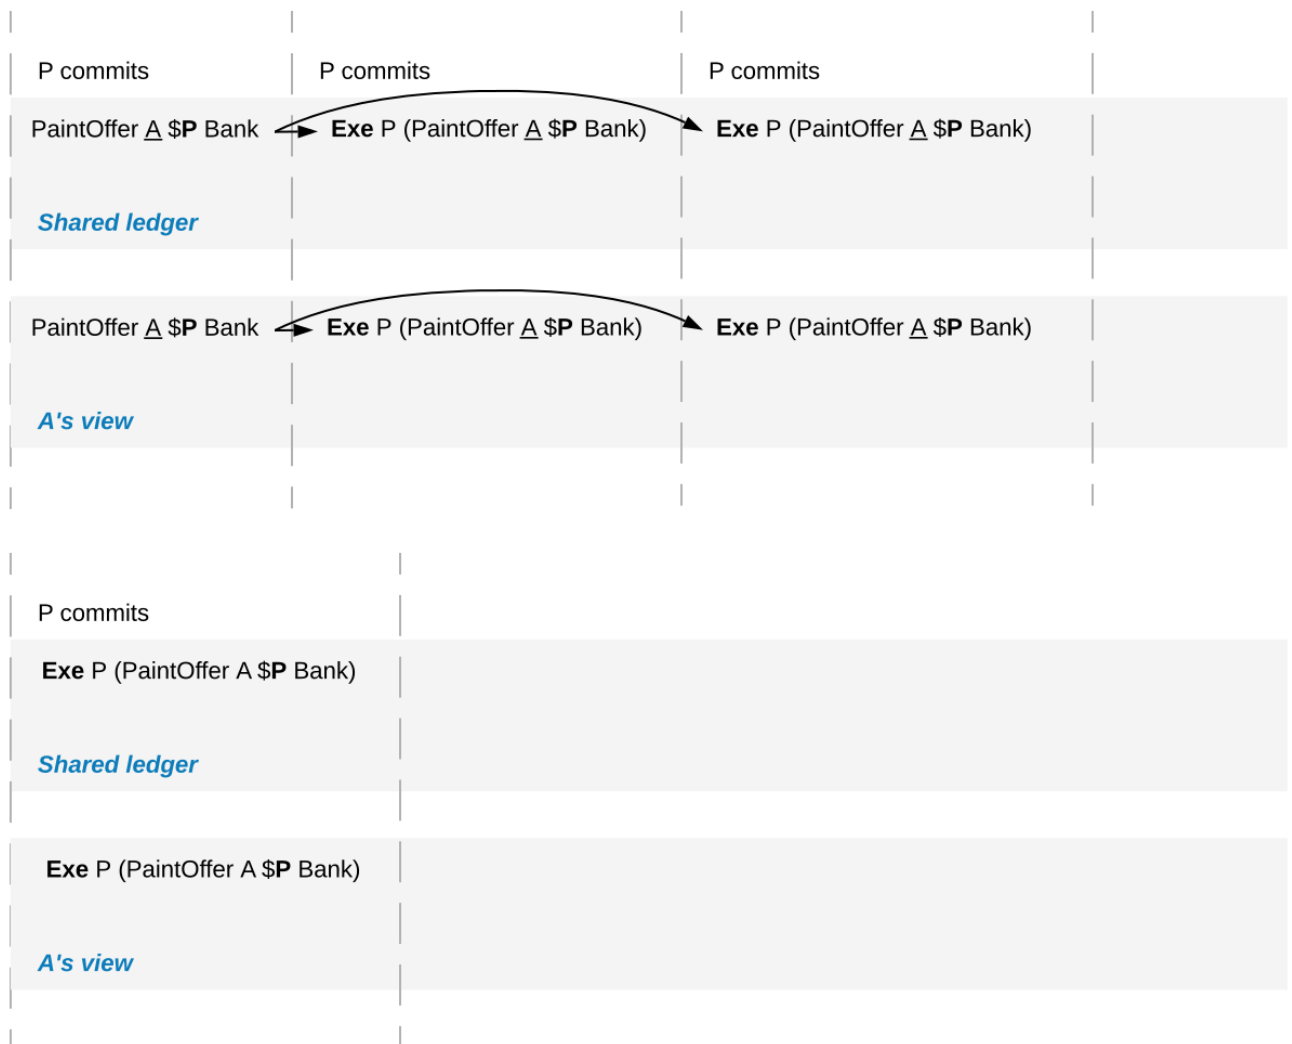 P commits P commits P commits
PaintOffer A $P Bank Exe P (PaintOffer A $P Bank) Exe P (PaintOffer A $P Bank)
Shared ledger
PaintOffer A $P Bank Exe P (PaintOffer A $P Bank) Exe P (PaintOffer A $P Bank)
A's view
P commits
Exe P (PaintOffer A $P Bank)
Shared ledger
Exe P (PaintOffer A $P Bank)
A's view